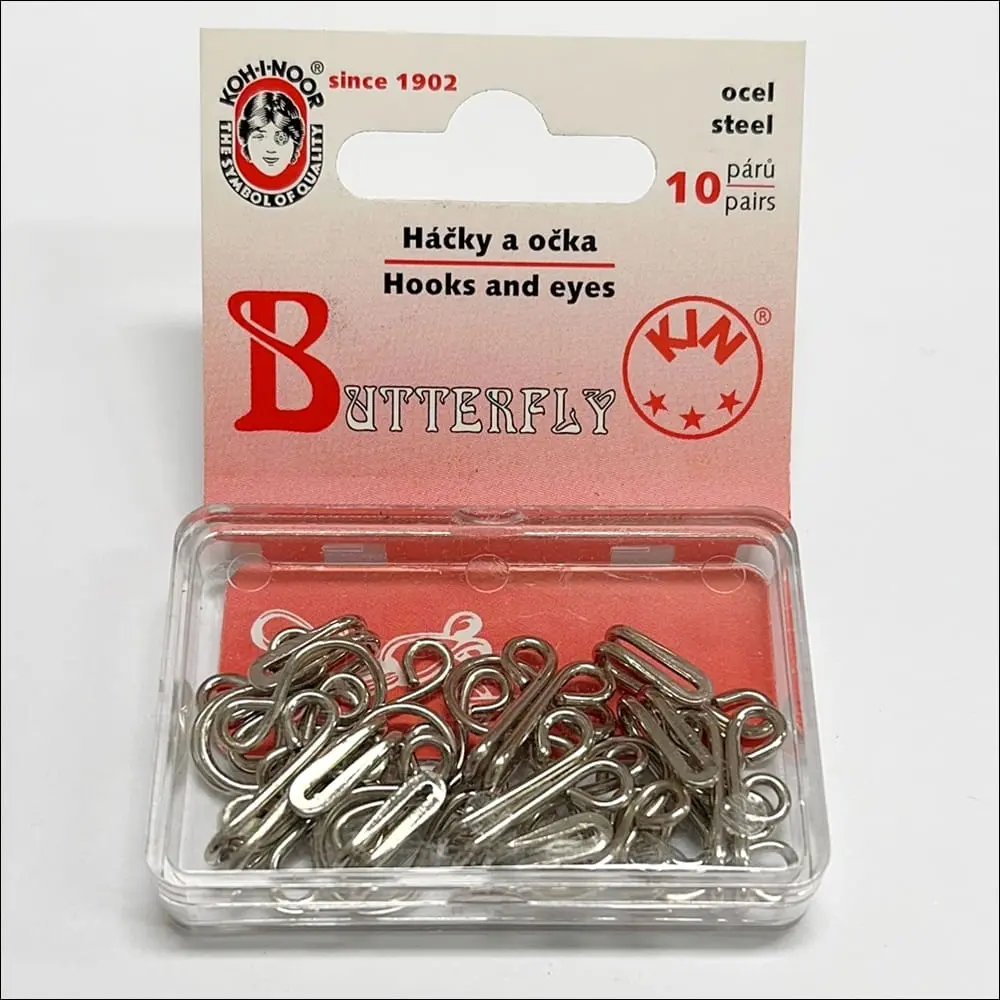 KOH-I-NOOR®
THE SYMBOL OF QUALITY
since 1902
ocel
steel
10 párů
pairs
Háčky a očka
Hooks and eyes
BUTTERFLY
KIN®